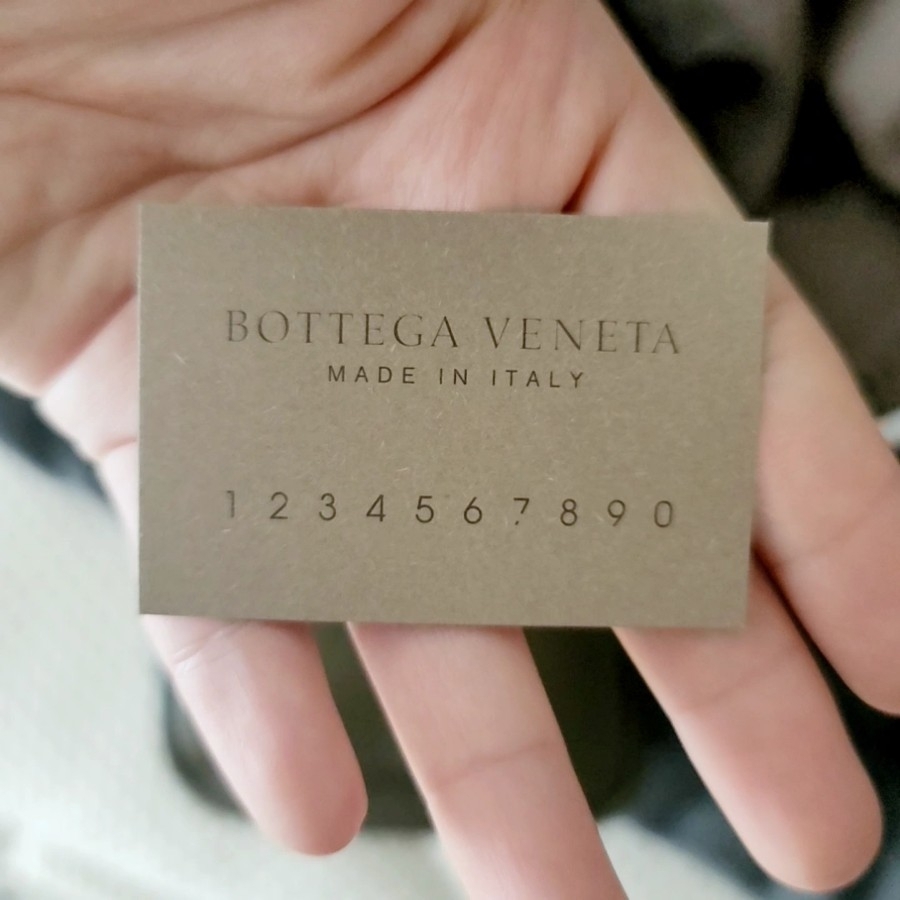 BOTTEGA VENETA
MADE IN ITALY
1 2 3 4 5 6 7 8 9 0